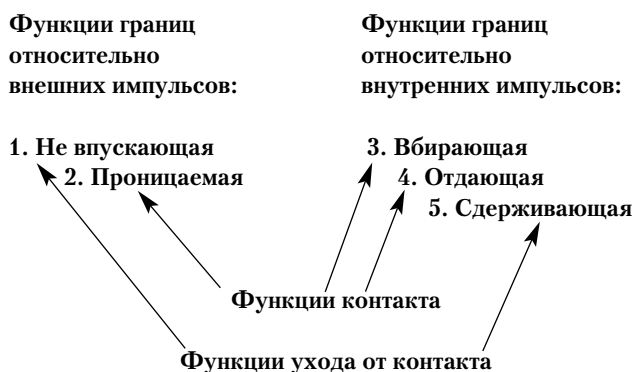 Функции границ
относительно
внешних импульсов:
Функции границ
относительно
внутренних импульсов:
1. Не впускающая
2. Проницаемая
3. Вбирающая
4. Отдающая
5. Сдерживающая
Функции контакта
Функции ухода от контакта